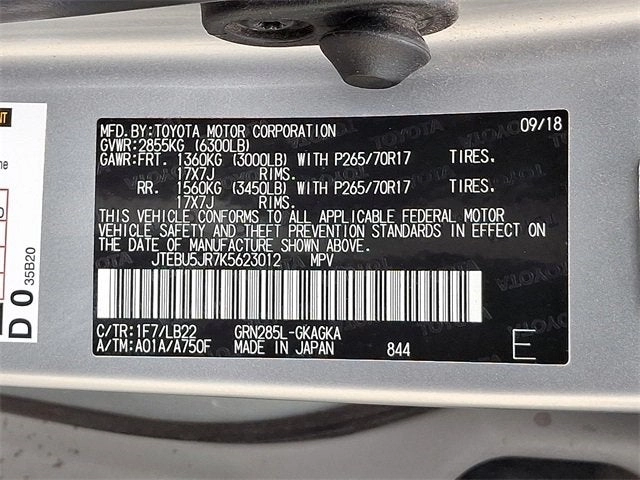 MFD.BY:TOYOTA MOTOR CORPORATION 09/18
GVWR:2855KG (6300LB)
GAWR:FRT. 1360KG (3000LB) WITH P265/70R17 TIRES.
17X7J RIMS.
RR. 1560KG (3450LB) WITH P265/70R17 TIRES.
17X7J RIMS.
THIS VEHICLE CONFORMS TO ALL APPLICABLE FEDERAL MOTOR
VEHICLE SAFETY AND THEFT PREVENTION STANDARDS IN EFFECT ON
THE DATE OF MANUFACTURE SHOWN ABOVE.
JTEBU5JR7K5623012 MPV
C/TR:1F7/LB22 GRN285L-GKAGKA
A/TM:A01A/A750F MADE IN JAPAN 844 E
D 0 35B20